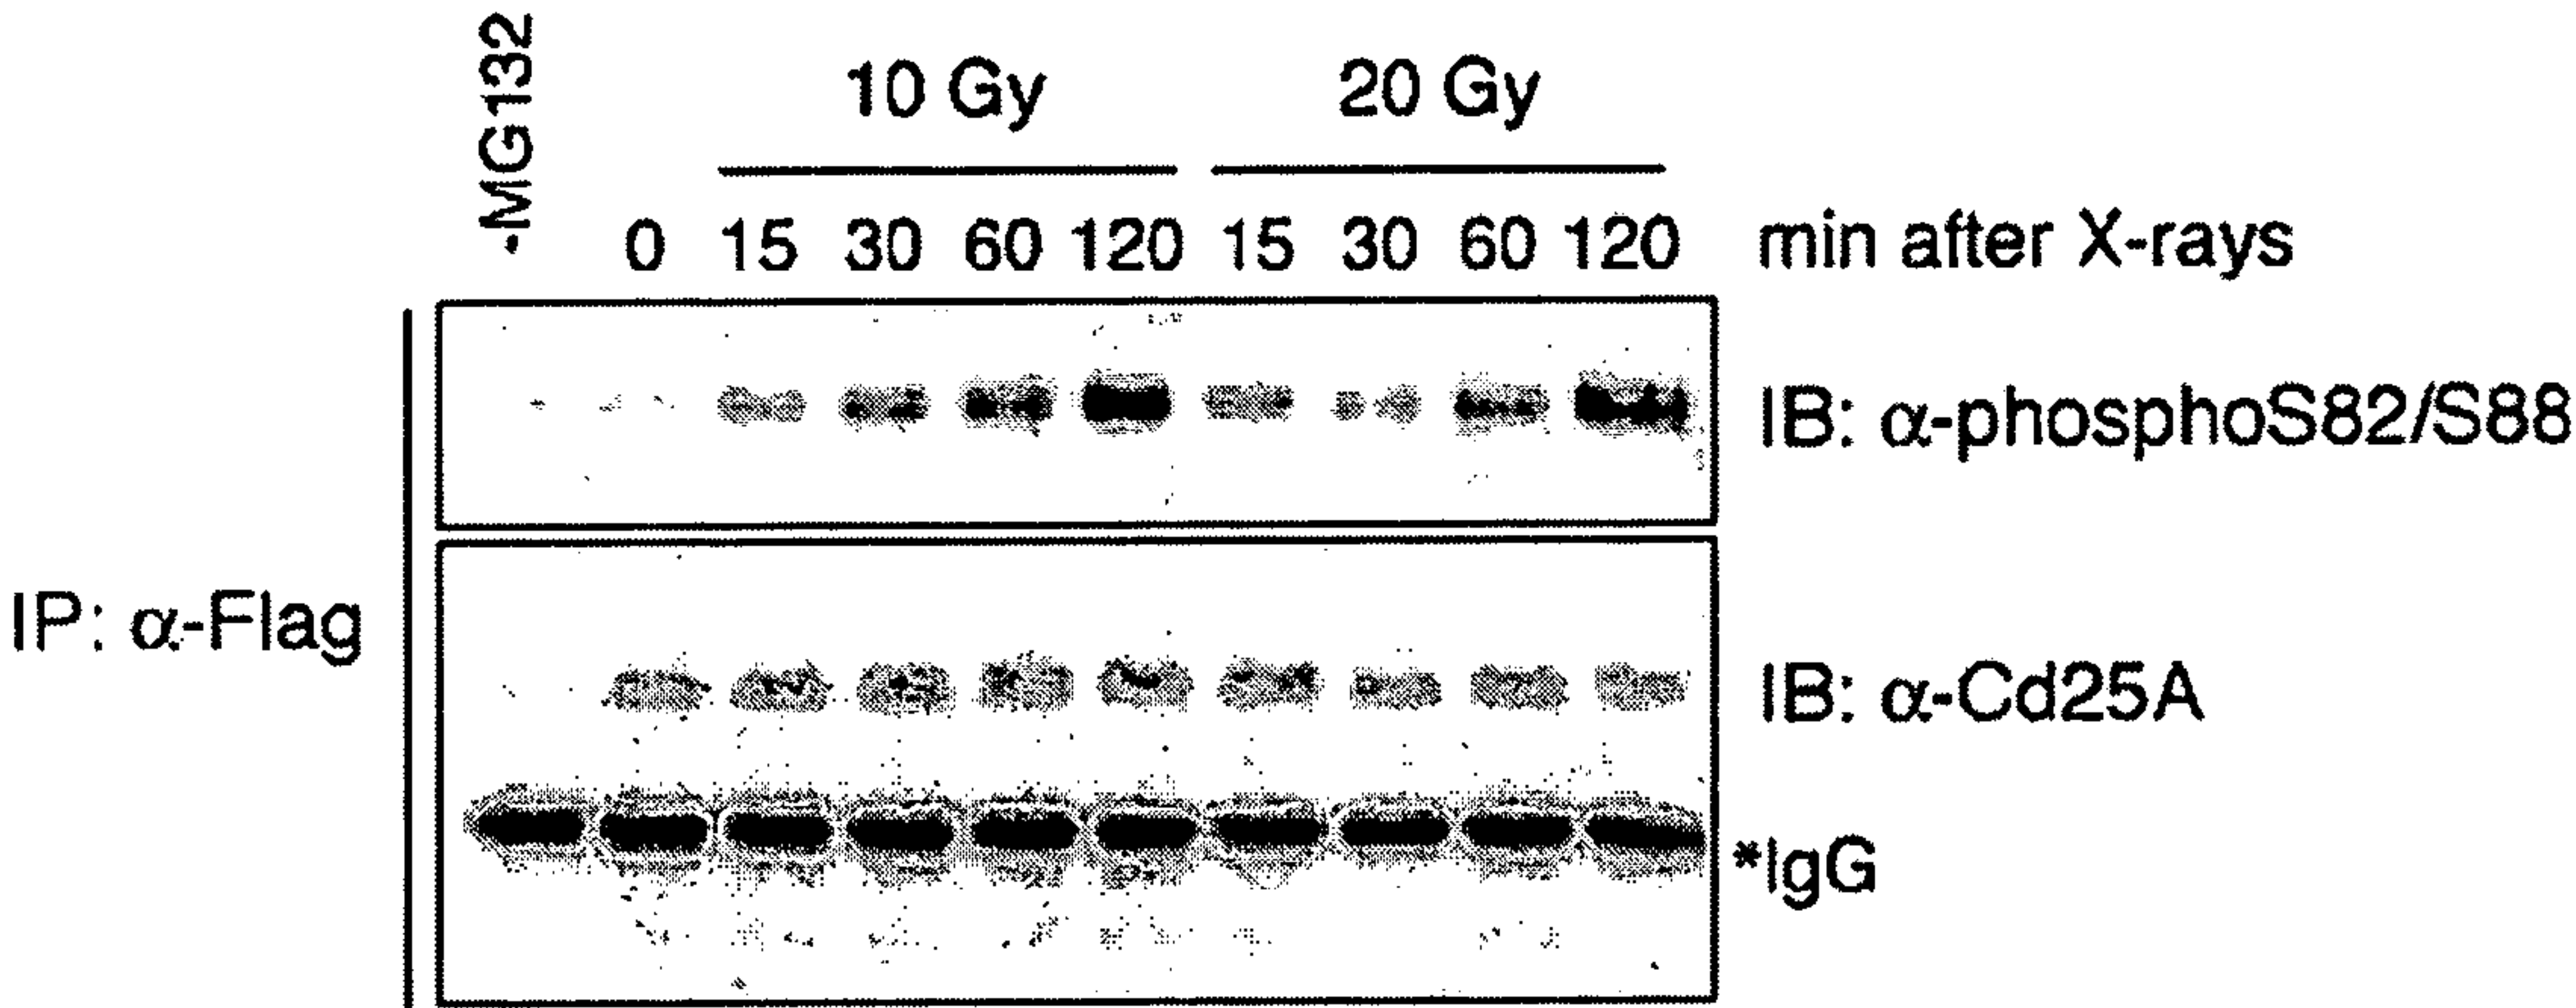 -MG132
10 Gy 20 Gy
0 15 30 60 120 15 30 60 120 min after X-rays
IB: α-phosphoS82/S88
IP: α-Flag
IB: α-Cd25A
*IgG